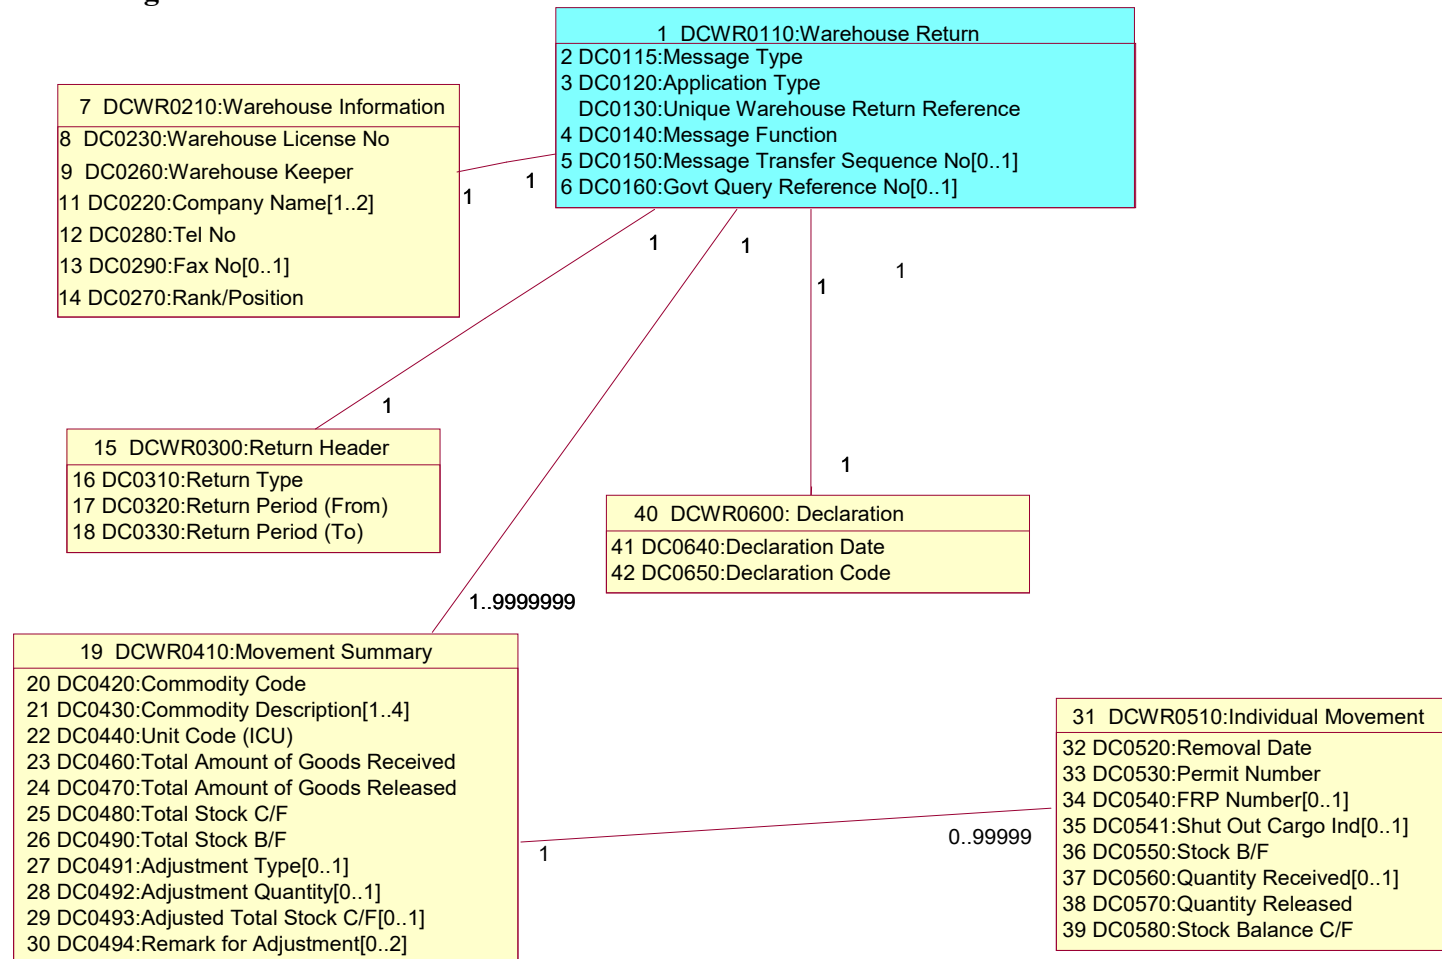 1 DCWR0110:Warehouse Return
2 DC0115:Message Type
3 DC0120:Application Type
DC0130:Unique Warehouse Return Reference
4 DC0140:Message Function
5 DC0150:Message Transfer Sequence No[0..1]
6 DC0160:Govt Query Reference No[0..1]
7 DCWR0210:Warehouse Information
8 DC0230:Warehouse License No
9 DC0260:Warehouse Keeper
11 DC0220:Company Name[1..2]
12 DC0280:Tel No
13 DC0290:Fax No[0..1]
14 DC0270:Rank/Position
1
1
1
1
1
1
1
1
15 DCWR0300:Return Header
16 DC0310:Return Type
17 DC0320:Return Period (From)
18 DC0330:Return Period (To)
1
40 DCWR0600: Declaration
41 DC0640:Declaration Date
42 DC0650:Declaration Code
1..9999999
19 DCWR0410:Movement Summary
20 DC0420:Commodity Code
21 DC0430:Commodity Description[1..4]
22 DC0440:Unit Code (ICU)
23 DC0460:Total Amount of Goods Received
24 DC0470:Total Amount of Goods Released
25 DC0480:Total Stock C/F
26 DC0490:Total Stock B/F
27 DC0491:Adjustment Type[0..1]
28 DC0492:Adjustment Quantity[0..1]
29 DC0493:Adjusted Total Stock C/F[0..1]
30 DC0494:Remark for Adjustment[0..2]
0..99999
31 DCWR0510:Individual Movement
32 DC0520:Removal Date
33 DC0530:Permit Number
34 DC0540:FRP Number[0..1]
35 DC0541:Shut Out Cargo Ind[0..1]
36 DC0550:Stock B/F
37 DC0560:Quantity Received[0..1]
38 DC0570:Quantity Released
39 DC0580:Stock Balance C/F